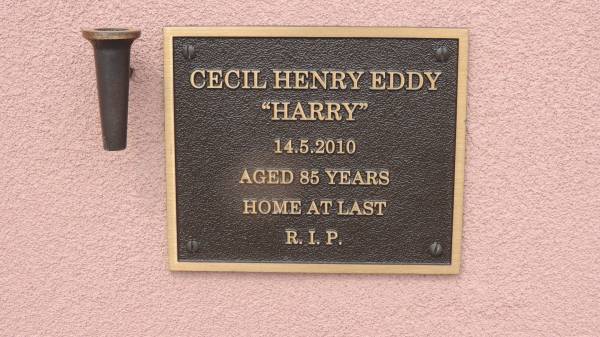 CECIL HENRY EDDY
“HARRY”
14.5.2010
AGED 85 YEARS
HOME AT LAST
R. I. P.